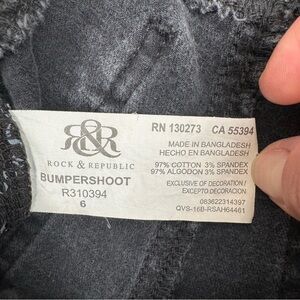 R&R
ROCK & REPUBLIC
BUMPERSHOOT
R310394
6
RN 130273 CA 55394
MADE IN BANGLADESH
HECHO EN BANGLADESH
97% COTTON 3% SPANDEX
97% ALGODON 3% SPANDEX
EXCLUSIVE OF DECORATION /
EXCEPTO DECORACION
083622314397
QVS-16B-RSAH64461